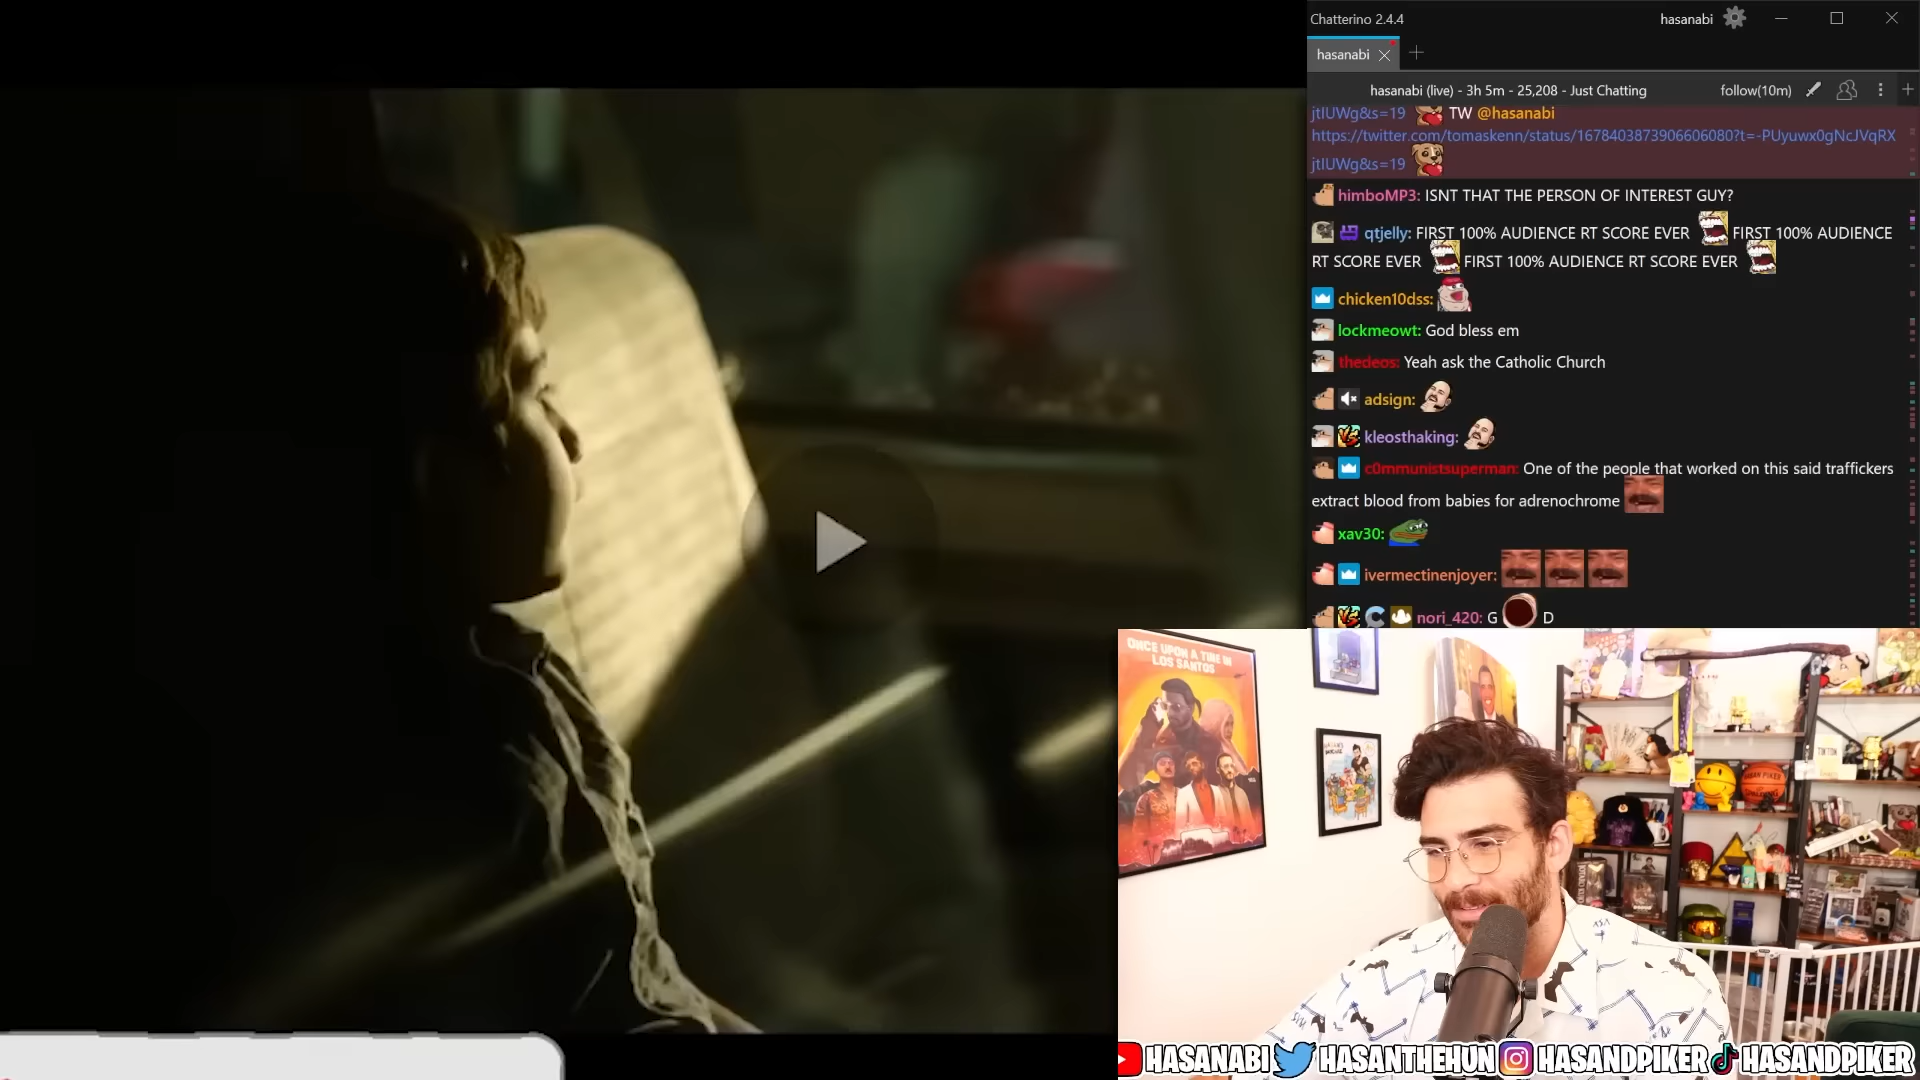 Chatterino 2.4.4
hasanabi
hasanabi
hasanabi (live) - 3h 5m - 25,208 - Just Chatting
follow(10m)
jtIUWg&s=19 TW @hasanabi
https://twitter.com/tomaskenn/status/1678403873906606080?t=-PUyuwx0gNcJVqRX
jtIUWg&s=19
himboMP3: ISNT THAT THE PERSON OF INTEREST GUY?
qtjelly: FIRST 100% AUDIENCE RT SCORE EVER FIRST 100% AUDIENCE
RT SCORE EVER FIRST 100% AUDIENCE RT SCORE EVER
chicken10dss:
lockmeowt: God bless em
thedeos: Yeah ask the Catholic Church
adsign:
kleosthaking:
c0mmunistsuperman: One of the people that worked on this said traffickers
extract blood from babies for adrenochrome
xav30:
ivermectinenjoyer:
nori_420: G D
ONCE UPON A TIME IN
LOS SANTOS
HASANABI HASANTHEHUN HASANDPIKER HASANDPIKER